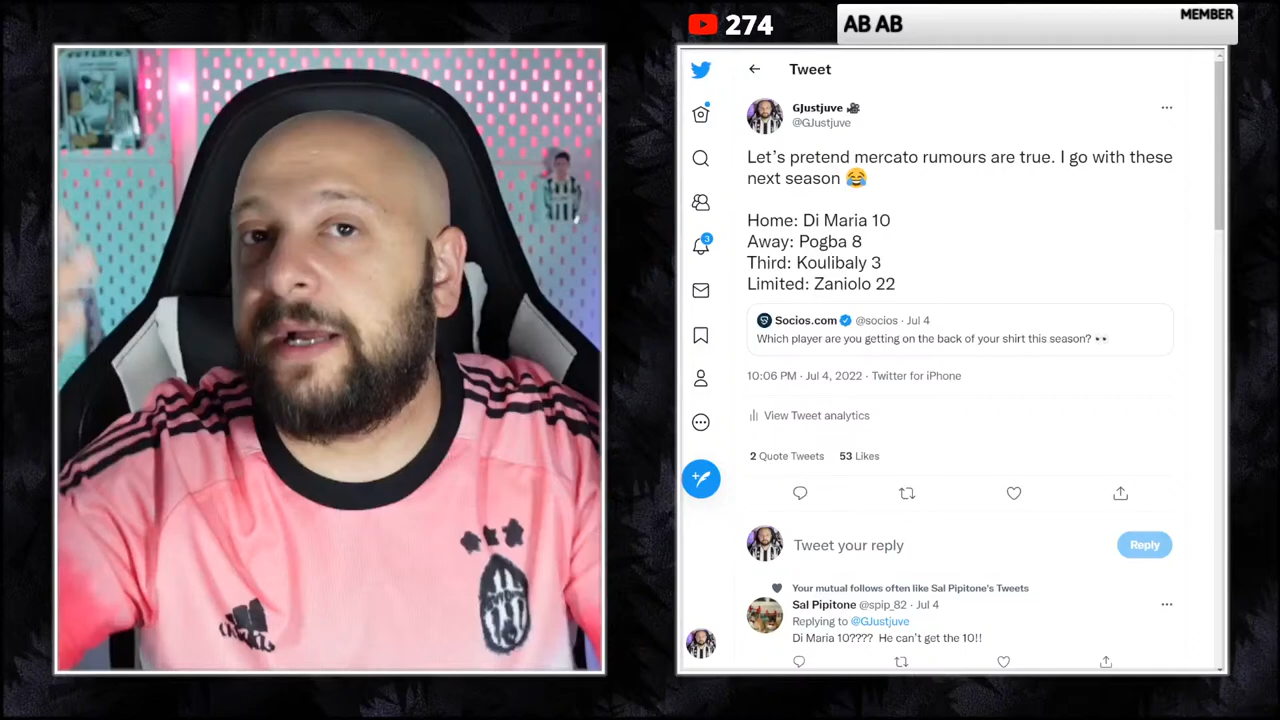 274
AB AB
MEMBER
Tweet
GJustjuve
@GJustjuve
Let's pretend mercato rumours are true. I go with these
next season 😂
Home: Di Maria 10
Away: Pogba 8
Third: Koulibaly 3
Limited: Zaniolo 22
Socios.com @socios · Jul 4
Which player are you getting on the back of your shirt this season? 👀
10:06 PM · Jul 4, 2022 · Twitter for iPhone
View Tweet analytics
2 Quote Tweets 53 Likes
3
Tweet your reply
Reply
Your mutual follows often like Sal Pipitone's Tweets
Sal Pipitone @spip_82 · Jul 4
Replying to @GJustjuve
Di Maria 10???? He can't get the 10!!